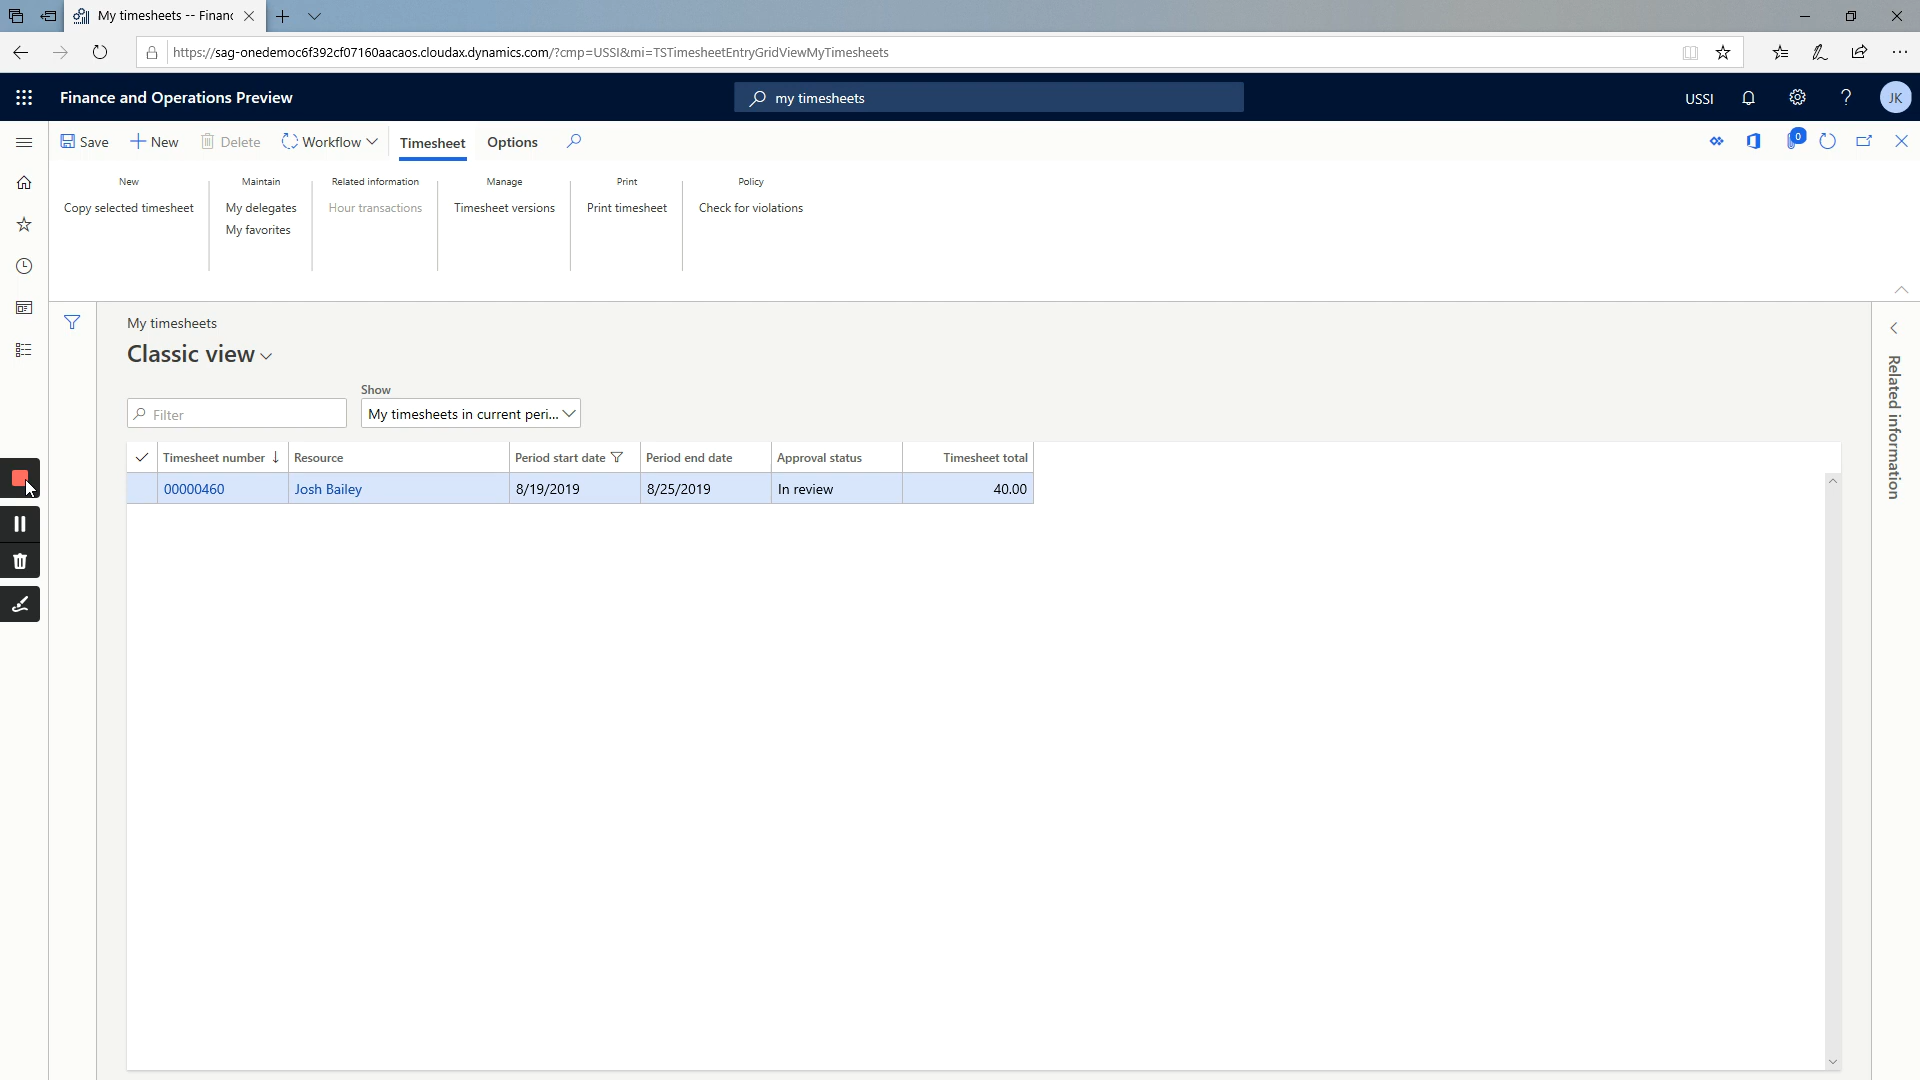 My timesheets -- Financ
https://sag-onedemoc6f392cf07160aacaos.cloudax.dynamics.com/?cmp=USSI&mi=TSTimesheetEntryGridViewMyTimesheets
Finance and Operations Preview
my timesheets
USSI
JK
Save
New
Delete
Workflow
Timesheet
Options
0
New
Copy selected timesheet
Maintain
My delegates
My favorites
Related information
Hour transactions
Manage
Timesheet versions
Print
Print timesheet
Policy
Check for violations
My timesheets
Classic view
Show
Filter
My timesheets in current peri...
Timesheet number
Resource
Period start date
Period end date
Approval status
Timesheet total
00000460
Josh Bailey
8/19/2019
8/25/2019
In review
40.00
Related information